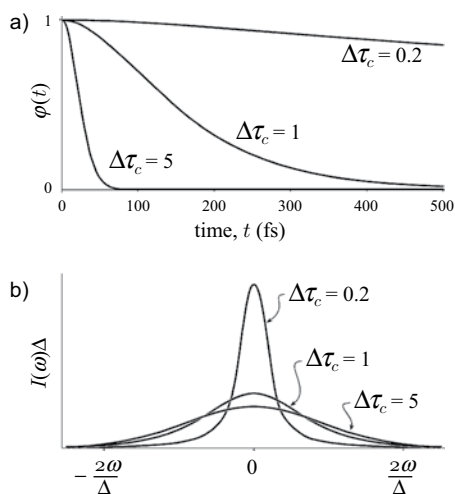 a)
1
φ(t)
0
Δτc = 0.2
Δτc = 1
Δτc = 5
0 100 200 300 400 500
time, t (fs)
b)
I(ω)Δ
Δτc = 0.2
Δτc = 1
Δτc = 5
− 2ω/Δ 0 2ω/Δ